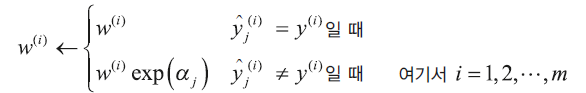 w^{(i)} ← { w^{(i)}   ŷ_j^{(i)} = y^{(i)}일 때
w^{(i)} exp(α_j)   ŷ_j^{(i)} ≠ y^{(i)}일 때   여기서 i = 1, 2, ⋯, m